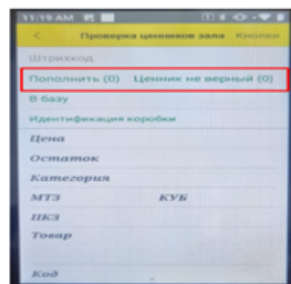 11:19 AM
< Проверка ценников зала Кнопки
Штрихкод
Пополнить (0) Ценник не верный (0)
В базу
Идентификация коробки
Цена
Остаток
Категория
МТЗ КУБ
ПКЗ
Товар
Код